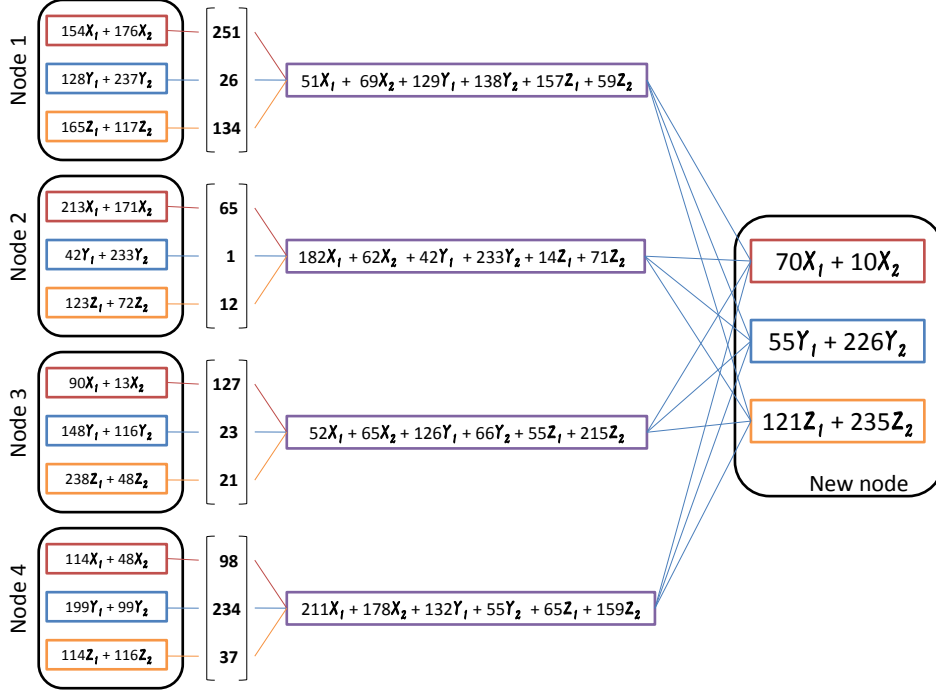 Node 1
154X₁ + 176X₂
128Y₁ + 237Y₂
165Z₁ + 117Z₂
251
26
134
51X₁ + 69X₂ + 129Y₁ + 138Y₂ + 157Z₁ + 59Z₂
Node 2
213X₁ + 171X₂
42Y₁ + 233Y₂
123Z₁ + 72Z₂
65
1
12
182X₁ + 62X₂ + 42Y₁ + 233Y₂ + 14Z₁ + 71Z₂
Node 3
90X₁ + 13X₂
148Y₁ + 116Y₂
238Z₁ + 48Z₂
127
23
21
52X₁ + 65X₂ + 126Y₁ + 66Y₂ + 55Z₁ + 215Z₂
Node 4
114X₁ + 48X₂
199Y₁ + 99Y₂
114Z₁ + 116Z₂
98
234
37
211X₁ + 178X₂ + 132Y₁ + 55Y₂ + 65Z₁ + 159Z₂
70X₁ + 10X₂
55Y₁ + 226Y₂
121Z₁ + 235Z₂
New node